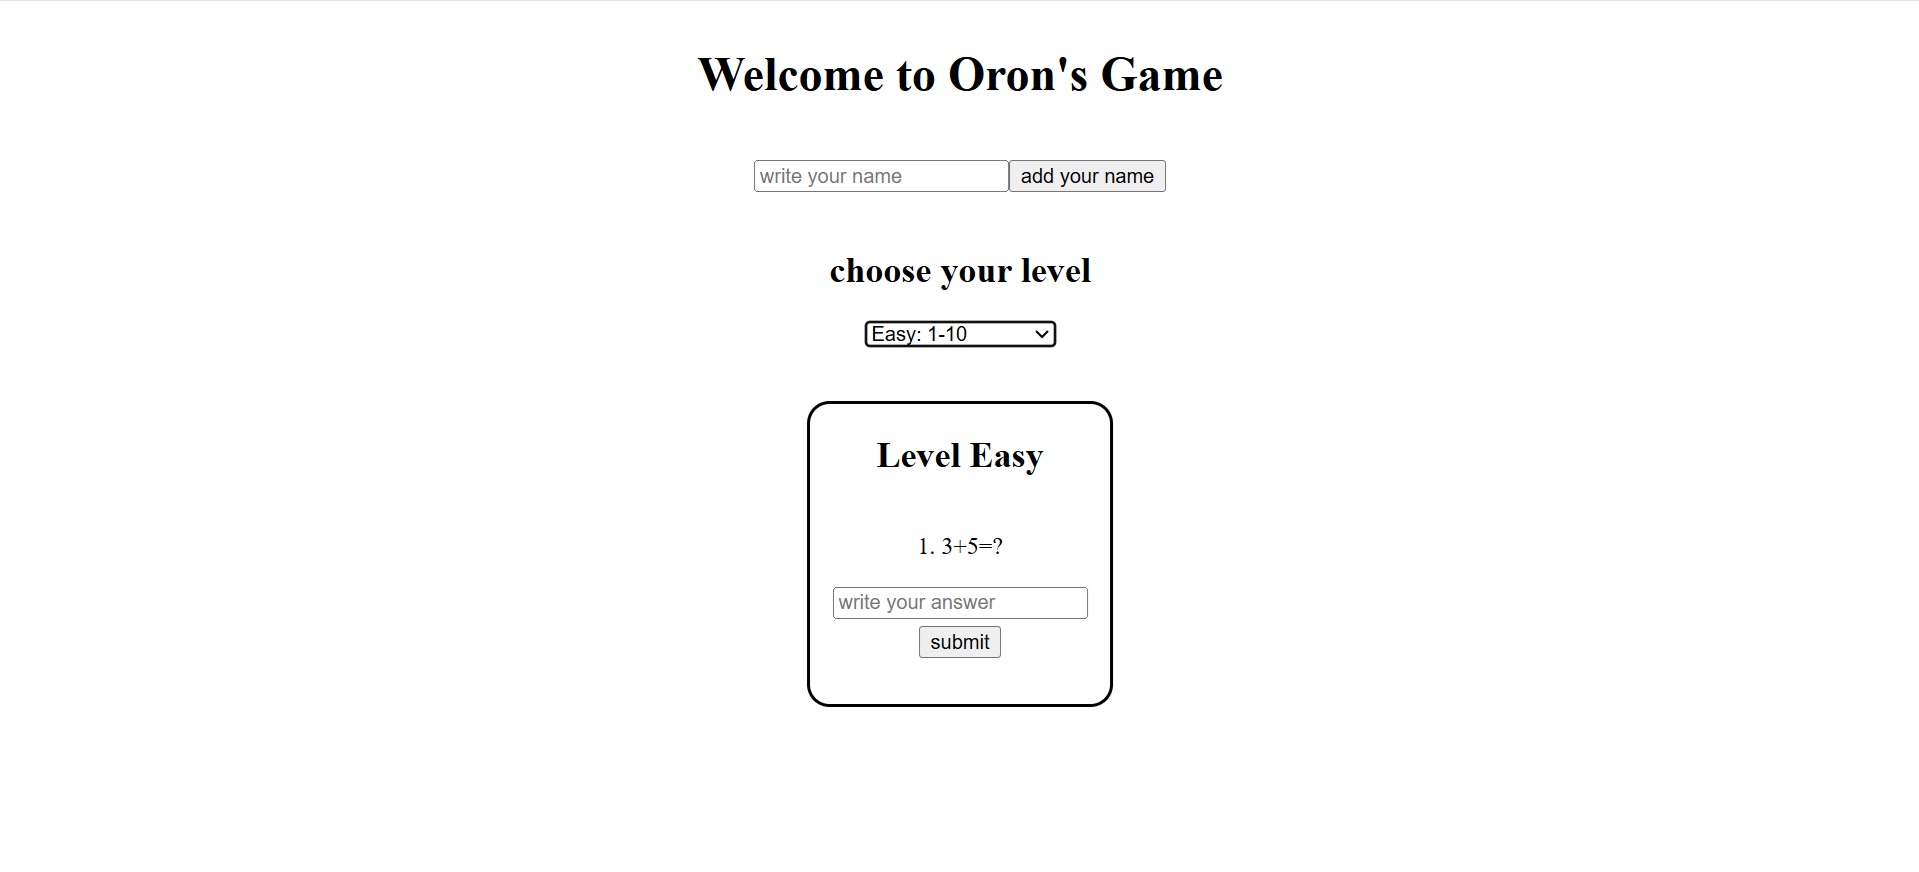 Welcome to Oron's Game
write your name add your name
choose your level
Easy: 1-10
Level Easy
1. 3+5=?
write your answer
submit